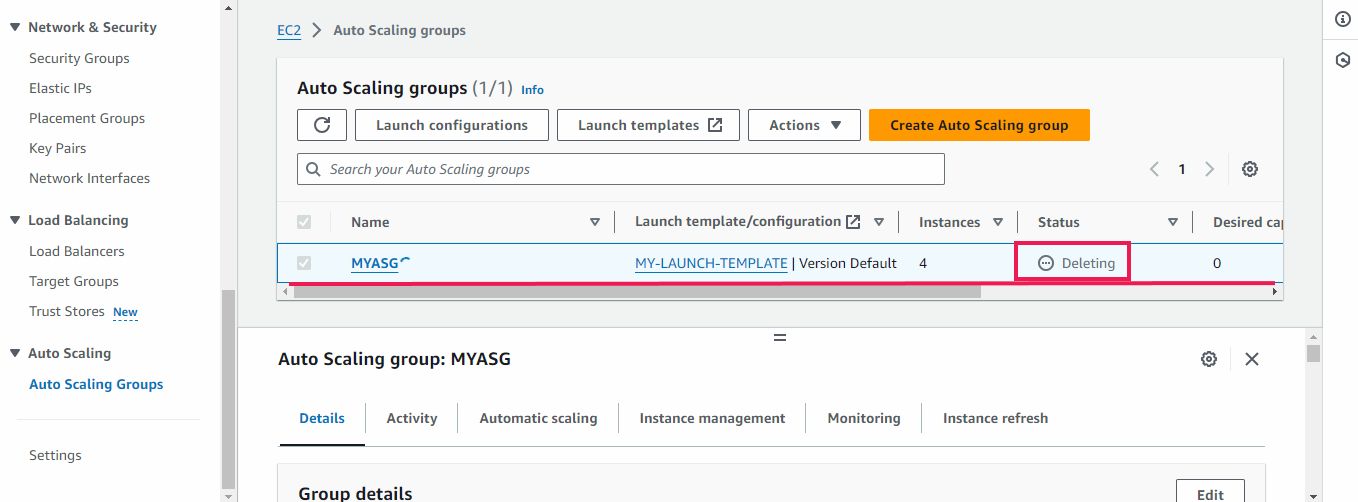 Network & Security
Security Groups
Elastic IPs
Placement Groups
Key Pairs
Network Interfaces
Load Balancing
Load Balancers
Target Groups
Trust Stores New
Auto Scaling
Auto Scaling Groups
Settings
EC2 Auto Scaling groups
Auto Scaling groups (1/1) Info
Launch configurations Launch templates Actions Create Auto Scaling group
Search your Auto Scaling groups
1
Name Launch template/configuration Instances Status Desired cap
MYASG MY-LAUNCH-TEMPLATE | Version Default 4 Deleting 0
Auto Scaling group: MYASG
Details Activity Automatic scaling Instance management Monitoring Instance refresh
Group details Edit